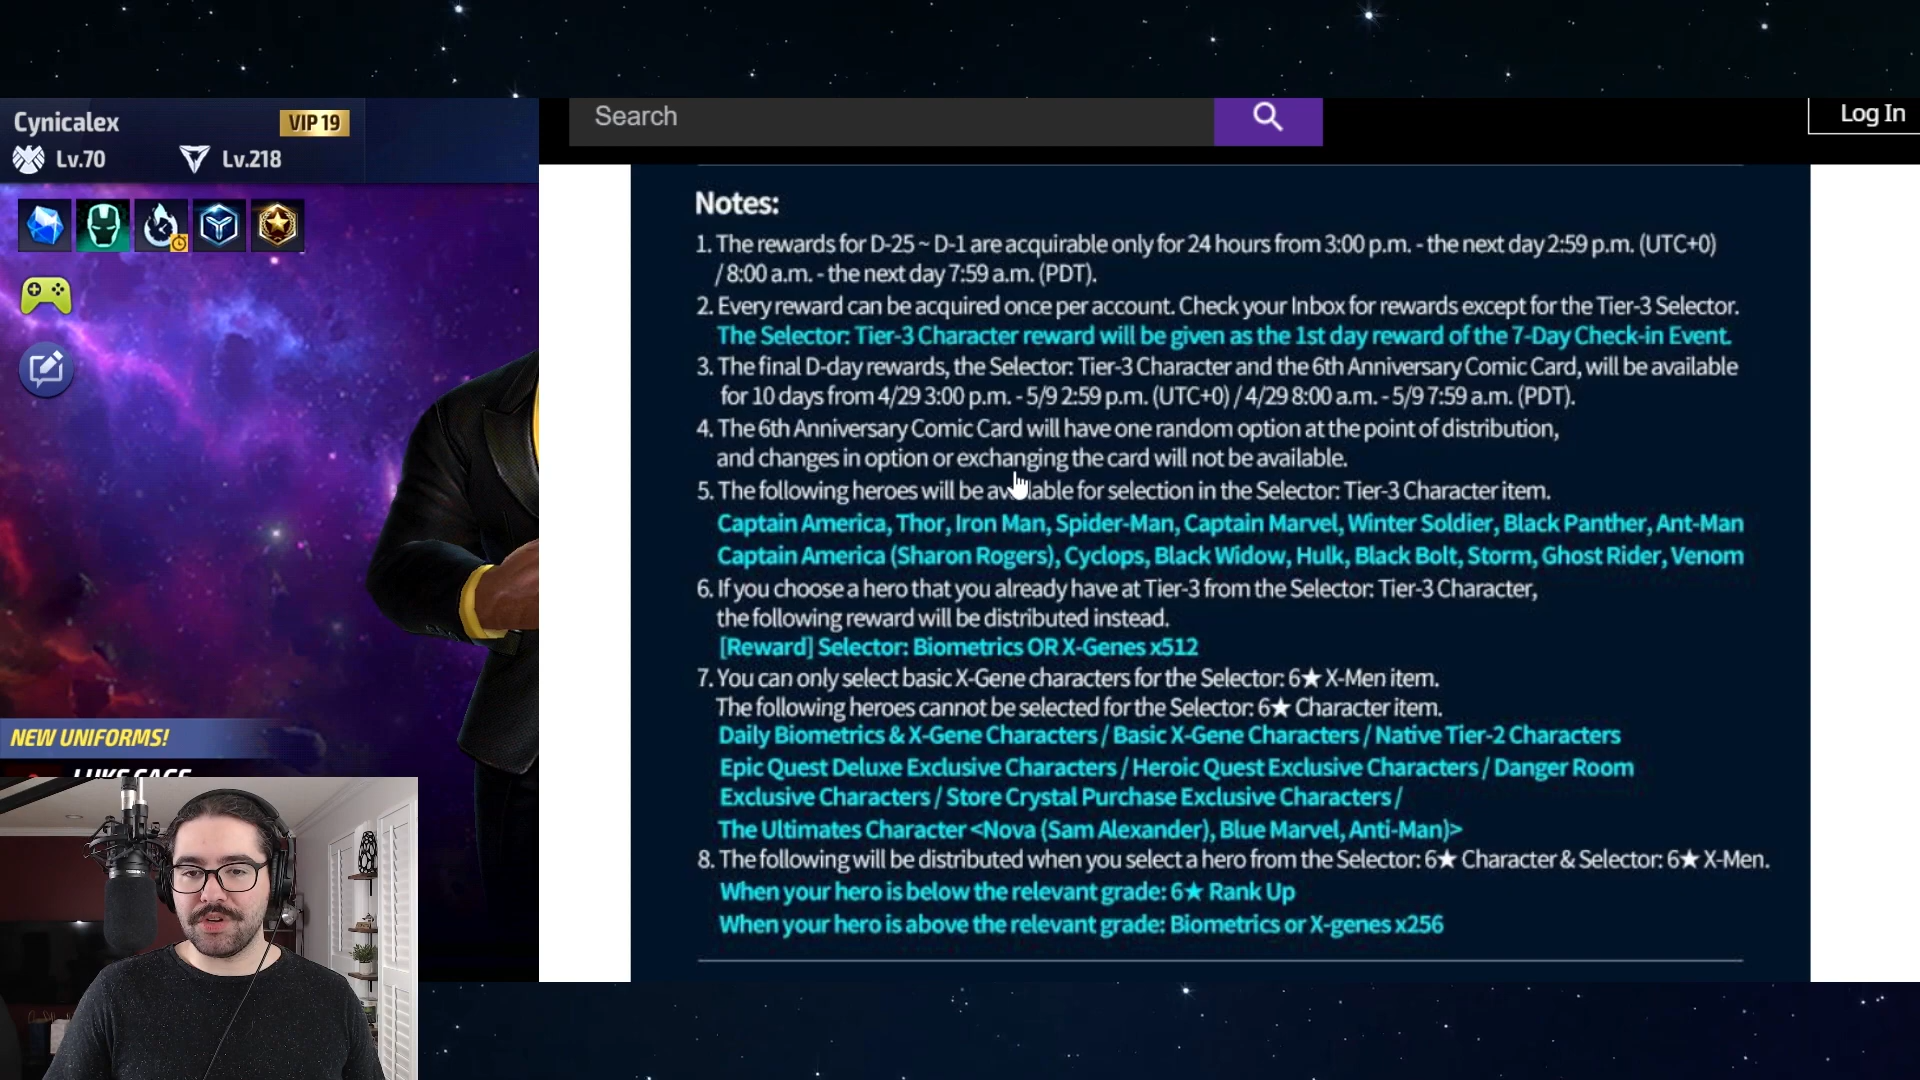 Cynicalex
VIP 19
Lv.70
Lv.218
Search
Log In
Notes:
1. The rewards for D-25 ~ D-1 are acquirable only for 24 hours from 3:00 p.m. - the next day 2:59 p.m. (UTC+0)
/ 8:00 a.m. - the next day 7:59 a.m. (PDT).
2. Every reward can be acquired once per account. Check your Inbox for rewards except for the Tier-3 Selector.
The Selector: Tier-3 Character reward will be given as the 1st day reward of the 7-Day Check-in Event.
3. The final D-day rewards, the Selector: Tier-3 Character and the 6th Anniversary Comic Card, will be available
for 10 days from 4/29 3:00 p.m. - 5/9 2:59 p.m. (UTC+0) / 4/29 8:00 a.m. - 5/9 7:59 a.m. (PDT).
4. The 6th Anniversary Comic Card will have one random option at the point of distribution,
and changes in option or exchanging the card will not be available.
5. The following heroes will be available for selection in the Selector: Tier-3 Character item.
Captain America, Thor, Iron Man, Spider-Man, Captain Marvel, Winter Soldier, Black Panther, Ant-Man
Captain America (Sharon Rogers), Cyclops, Black Widow, Hulk, Black Bolt, Storm, Ghost Rider, Venom
6. If you choose a hero that you already have at Tier-3 from the Selector: Tier-3 Character,
the following reward will be distributed instead.
[Reward] Selector: Biometrics OR X-Genes x512
7. You can only select basic X-Gene characters for the Selector: 6★ X-Men item.
The following heroes cannot be selected for the Selector: 6★ Character item.
Daily Biometrics & X-Gene Characters / Basic X-Gene Characters / Native Tier-2 Characters
Epic Quest Deluxe Exclusive Characters / Heroic Quest Exclusive Characters / Danger Room
Exclusive Characters / Store Crystal Purchase Exclusive Characters /
The Ultimates Character <Nova (Sam Alexander), Blue Marvel, Anti-Man)>
8. The following will be distributed when you select a hero from the Selector: 6★ Character & Selector: 6★ X-Men.
When your hero is below the relevant grade: 6★ Rank Up
When your hero is above the relevant grade: Biometrics or X-genes x256
NEW UNIFORMS!
LUKE CAGE